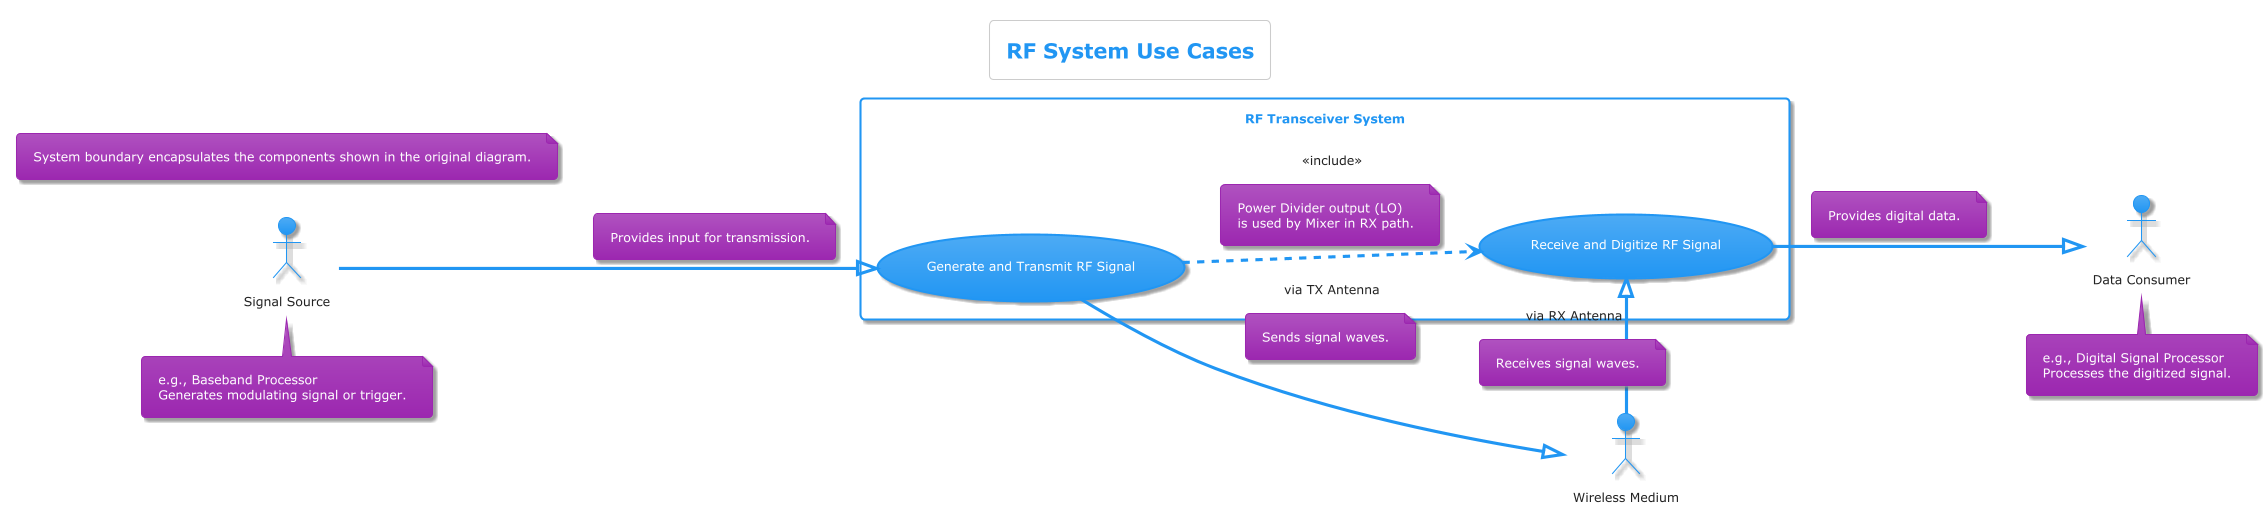 RF System Use Cases
RF Transceiver System
«include»
System boundary encapsulates the components shown in the original diagram.
Provides input for transmission.
Power Divider output (LO)
is used by Mixer in RX path.
Provides digital data.
Generate and Transmit RF Signal
Receive and Digitize RF Signal
Signal Source
via TX Antenna
Data Consumer
via RX Antenna
Sends signal waves.
Receives signal waves.
e.g., Baseband Processor
Generates modulating signal or trigger.
e.g., Digital Signal Processor
Processes the digitized signal.
Wireless Medium